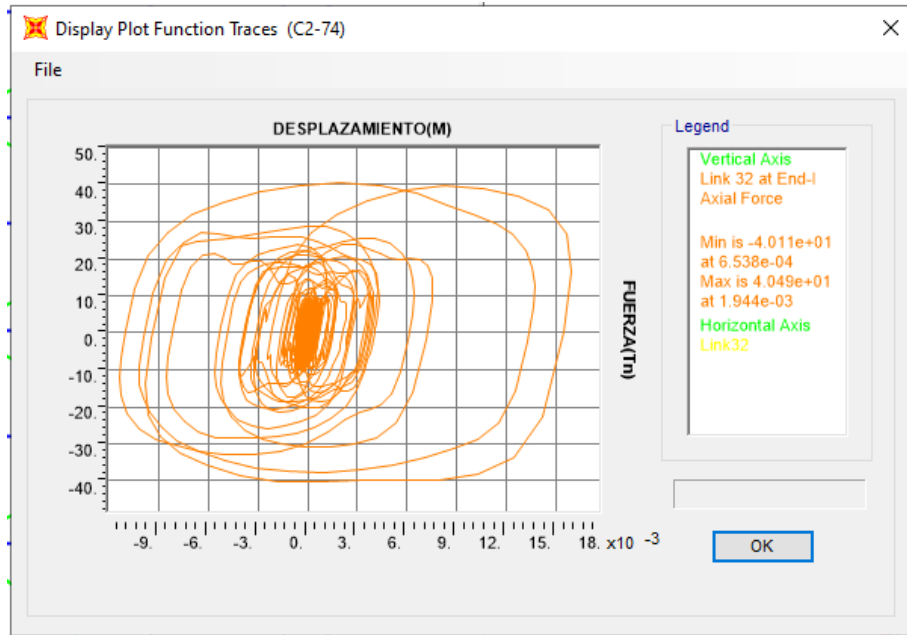 Display Plot Function Traces (C2-74)
File
DESPLAZAMIENTO(M)
50.
40.
30.
20.
10.
0.
-10.
-20.
-30.
-40.
-9. -6. -3. 0. 3. 6. 9. 12. 15. 18. x10 -3
FUERZA(Tn)
Legend
Vertical Axis
Link 32 at End-I
Axial Force
Min is -4.011e+01
at 6.538e-04
Max is 4.049e+01
at 1.944e-03
Horizontal Axis
Link32
OK